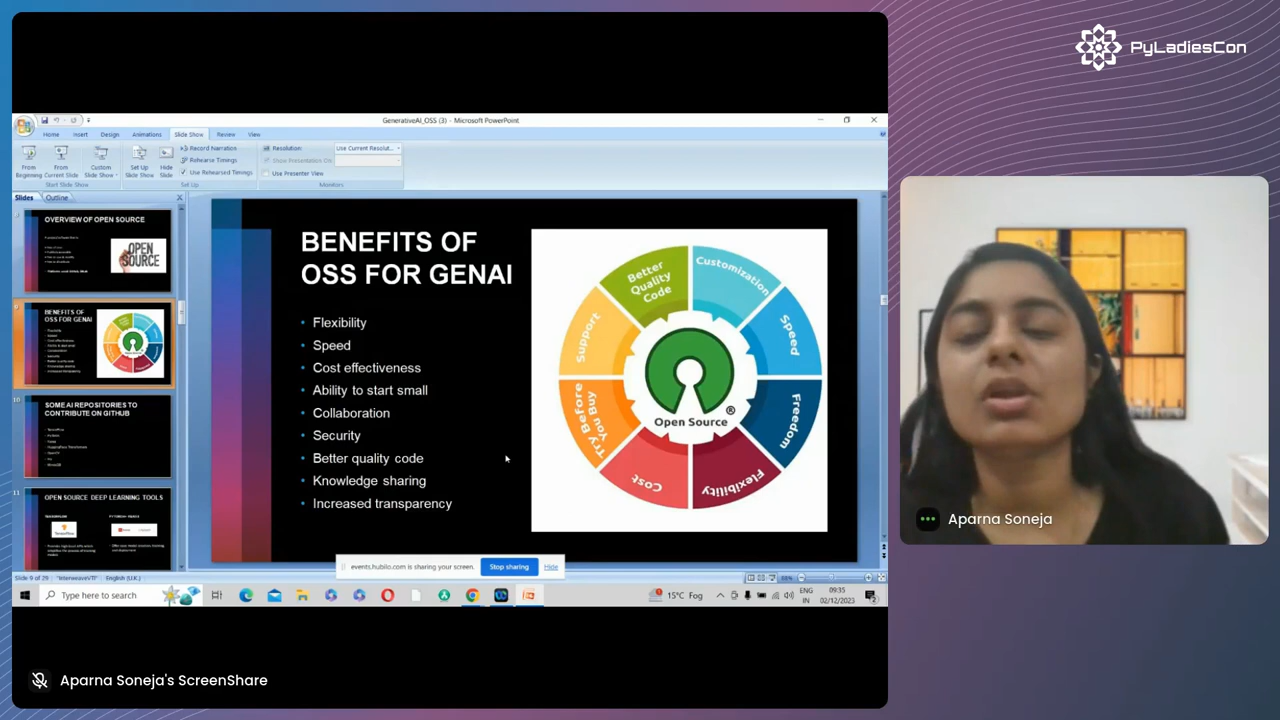 PyLadiesCon
GenerativeAI_OSS (3) - Microsoft PowerPoint
Home Insert Design Animations Slide Show Review View
From Beginning
From Current Slide
Custom Slide Show
Set Up Slide Show
Hide Slide
Record Narration
Rehearse Timings
Use Rehearsed Timings
Resolution: Use Current Resolut...
Show Presentation On:
Use Presenter View
Start Slide Show Set Up Monitors
Slides Outline
OVERVIEW OF OPEN SOURCE
OPEN
SOURCE
9
BENEFITS OF
OSS FOR GENAI
10
SOME AI REPOSITORIES TO
CONTRIBUTE ON GITHUB
11
OPEN SOURCE DEEP LEARNING TOOLS
BENEFITS OF
OSS FOR GENAI
• Flexibility
• Speed
• Cost effectiveness
• Ability to start small
• Collaboration
• Security
• Better quality code
• Knowledge sharing
• Increased transparency
Better
Quality
Code
Customization
Speed
Freedom
Flexibility
Cost
Try Before
You Buy
Support
Open Source
®
events.hubilo.com is sharing your screen. Stop sharing Hide
Slide 9 of 29 English (U.K.)
Type here to search
15°C Fog
ENG
IN
09:35
02/12/2023
Aparna Soneja
Aparna Soneja's ScreenShare